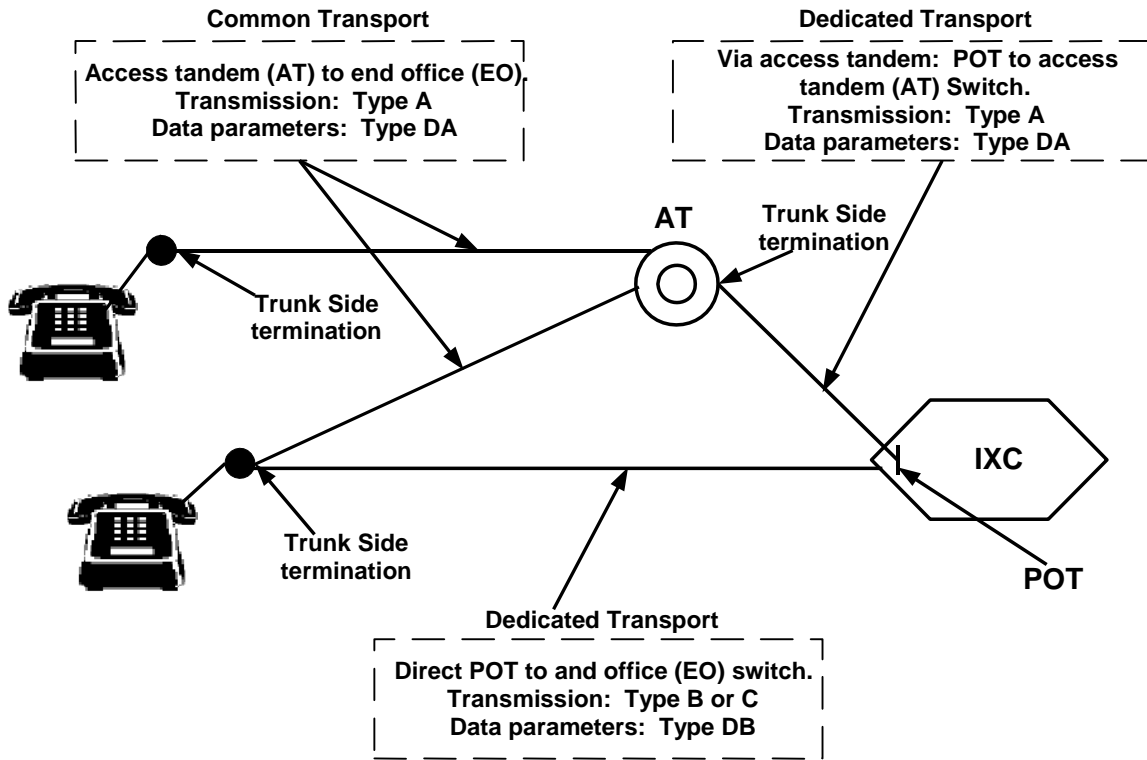 Common Transport
Access tandem (AT) to end office (EO).
Transmission: Type A
Data parameters: Type DA
Dedicated Transport
Via access tandem: POT to access
tandem (AT) Switch.
Transmission: Type A
Data parameters: Type DA
AT
Trunk Side
termination
Trunk Side
termination
IXC
Trunk Side
termination
POT
Dedicated Transport
Direct POT to and office (EO) switch.
Transmission: Type B or C
Data parameters: Type DB